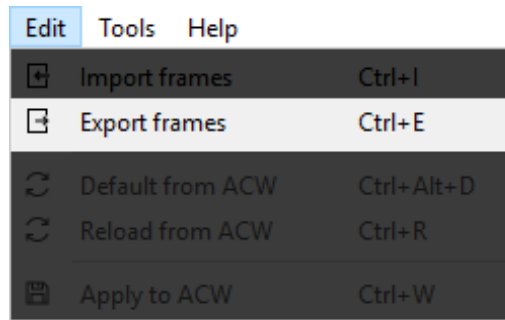 Edit Tools Help
Import frames Ctrl+I
Export frames Ctrl+E
Default from ACW Ctrl+Alt+D
Reload from ACW Ctrl+R
Apply to ACW Ctrl+W